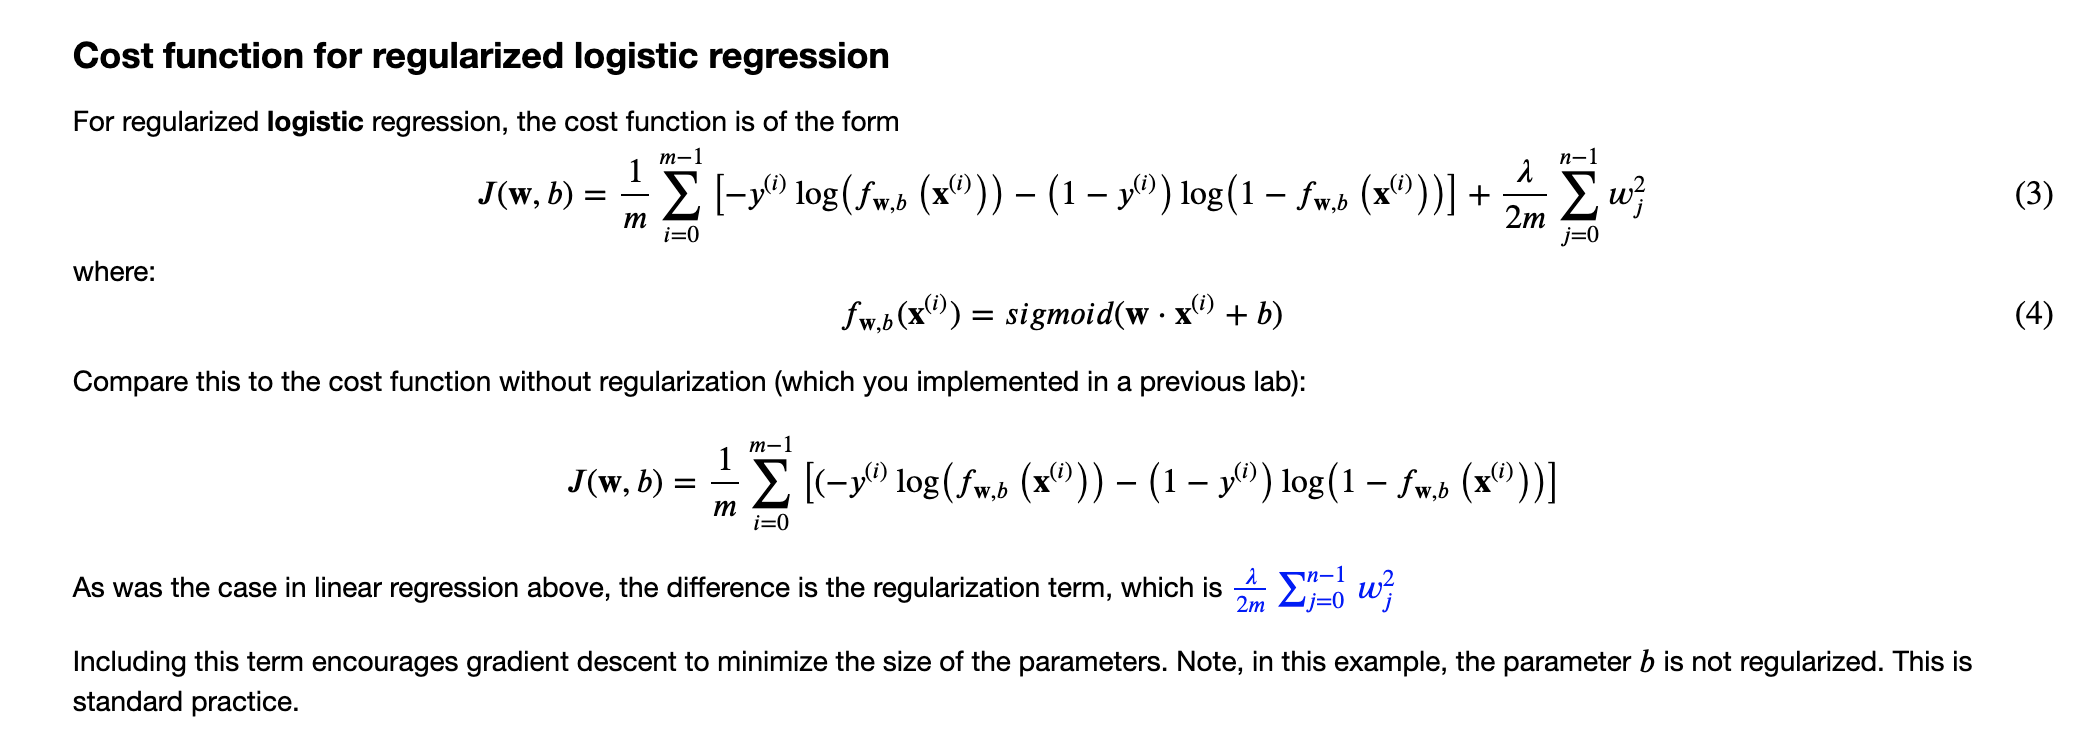 Cost function for regularized logistic regression
For regularized logistic regression, the cost function is of the form
$$J(\mathbf{w}, b) = \frac{1}{m} \sum_{i=0}^{m-1} \left[ -y^{(i)} \log\left(f_{\mathbf{w},b}\left(\mathbf{x}^{(i)}\right)\right) - \left(1 - y^{(i)}\right) \log\left(1 - f_{\mathbf{w},b}\left(\mathbf{x}^{(i)}\right)\right) \right] + \frac{\lambda}{2m} \sum_{j=0}^{n-1} w_j^2$$ (3)
where:
$$f_{\mathbf{w},b}(\mathbf{x}^{(i)}) = sigmoid(\mathbf{w} \cdot \mathbf{x}^{(i)} + b)$$ (4)
Compare this to the cost function without regularization (which you implemented in a previous lab):
$$J(\mathbf{w}, b) = \frac{1}{m} \sum_{i=0}^{m-1} \left[ (-y^{(i)} \log\left(f_{\mathbf{w},b}\left(\mathbf{x}^{(i)}\right)\right) - \left(1 - y^{(i)}\right) \log\left(1 - f_{\mathbf{w},b}\left(\mathbf{x}^{(i)}\right)\right) \right]$$
As was the case in linear regression above, the difference is the regularization term, which is $\frac{\lambda}{2m} \sum_{j=0}^{n-1} w_j^2$
Including this term encourages gradient descent to minimize the size of the parameters. Note, in this example, the parameter $b$ is not regularized. This is
standard practice.